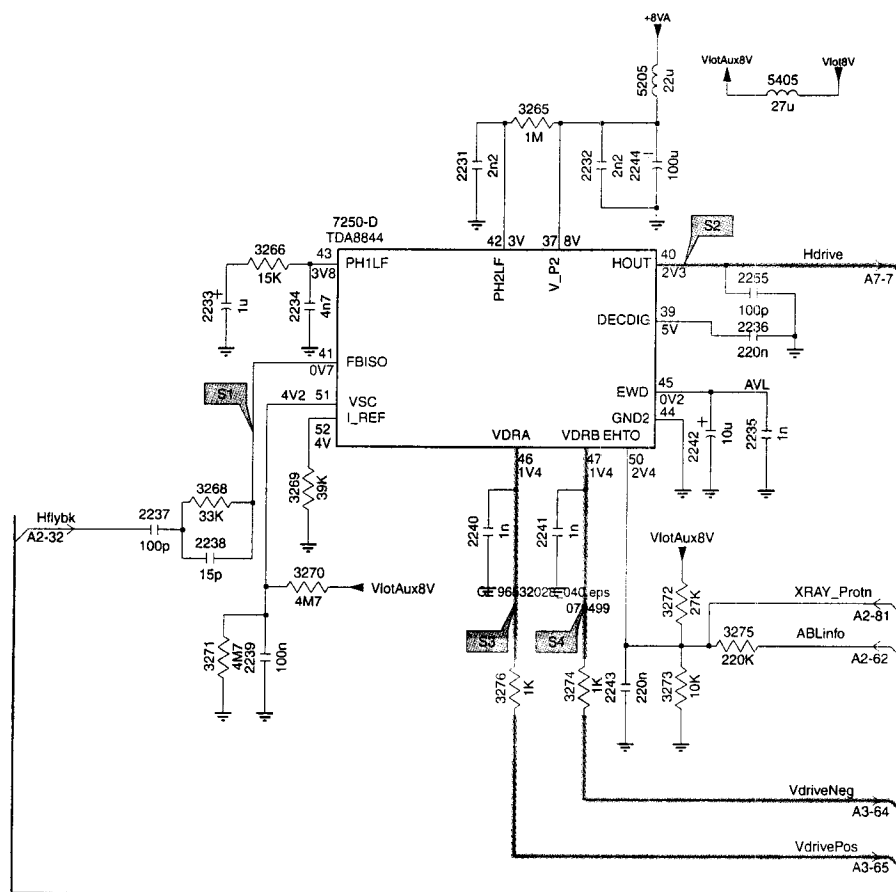 +8VA
VlotAux8V
Vlot8V
5205
22u
5405
27u
3265
1M
2231
2n2
2232
2n2
2244
100u
7250-D
TDA8844
42
3V
37
8V
S2
3266
15K
43
3V8
PH1LF
PH2LF
V_P2
HOUT
40
2V3
Hdrive
A7-7
2233
+
1u
2234
4n7
2255
100p
DECDIG
39
5V
2236
220n
41
0V7
FBISO
S1
4V2
51
VSC
I_REF
52
4V
EWD
45
0V2
AVL
GND2
44
VDRA
VDRB
EHTO
46
1V4
47
1V4
50
2V4
2242
+
10u
2235
1n
3269
39K
3268
33K
Hflybk
A2-32
2237
100p
2238
15p
2240
1n
2241
1n
VlotAux8V
3270
4M7
VlotAux8V
3272
27K
XRAY_Protn
A2-81
S3
S4
3275
220K
ABLinfo
A2-62
3271
4M7
2239
100n
3276
1K
3274
1K
2243
220n
3273
10K
VdriveNeg
A3-64
VdrivePos
A3-65